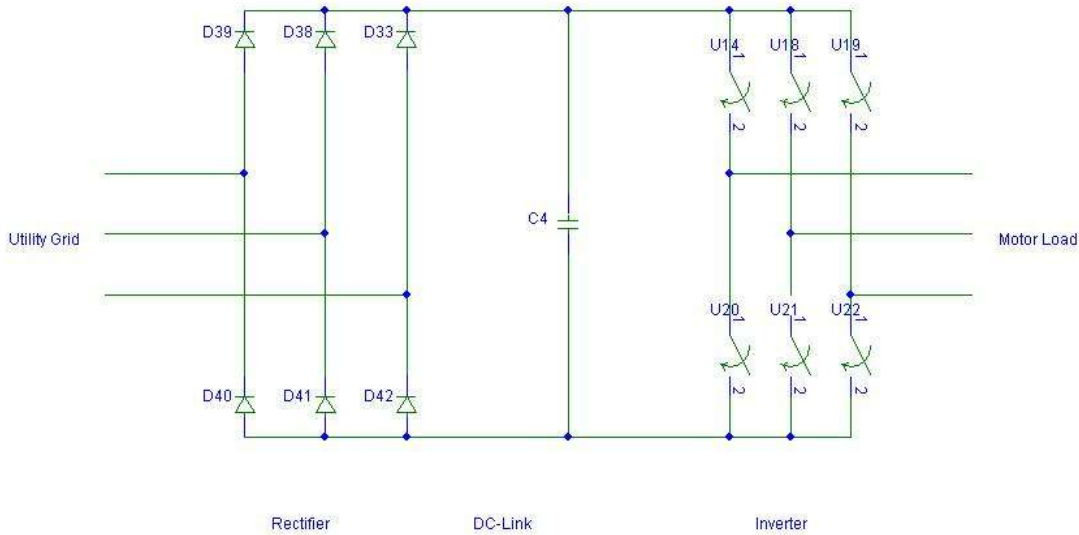 D39 D38 D33 U14 U18 U19
1 1 1
2 2 2
C4
Utility Grid Motor Load
U20 U21 U22
1 1 1
D40 D41 D42 2 2 2
Rectifier DC-Link Inverter